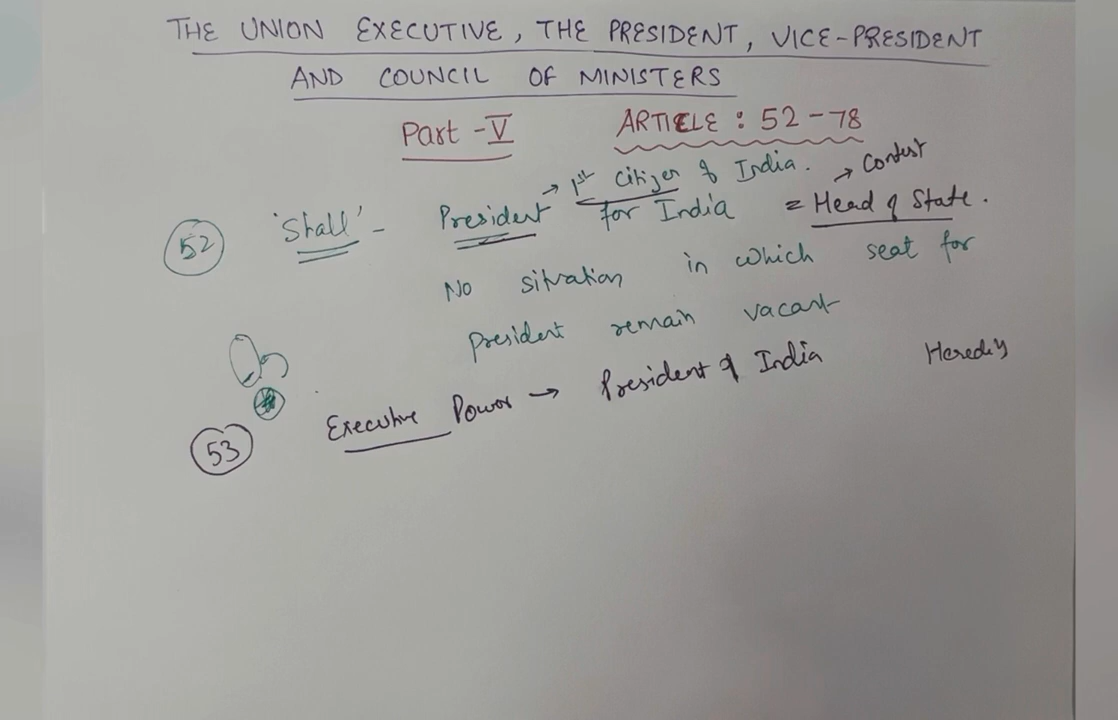 THE UNION EXECUTIVE, THE PRESIDENT, VICE-PRESIDENT
AND COUNCIL OF MINISTERS
Part -V ARTICLE : 52-78
→ 1st Citizen of India. → Contest
52 'Shall' - President for India = Head of State.
No situation in which seat for
president remain vacant
53 Executive Power → President of India